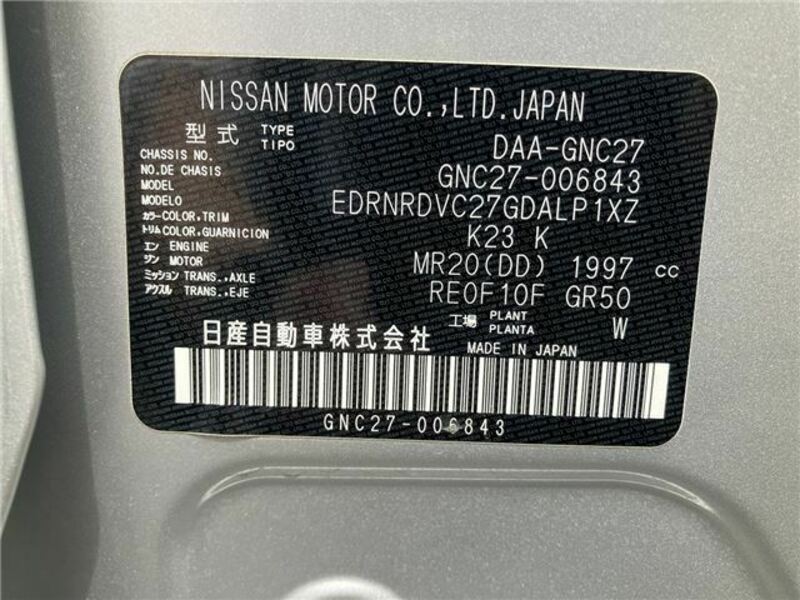 NISSAN MOTOR CO.,LTD.JAPAN
型式 TYPE TIPO DAA-GNC27
CHASSIS NO. NO.DE CHASIS GNC27-006843
MODEL MODELO EDRNRDVC27GDALP1XZ
カラー COLOR,TRIM トリム COLOR,GUARNICION K23 K
エンジン ENGINE MOTOR MR20(DD) 1997 cc
ミッション TRANS.,AXLE アクスル TRANS.,EJE RE0F10F GR50
日産自動車株式会社 工場 PLANT PLANTA W
MADE IN JAPAN
GNC27-006843